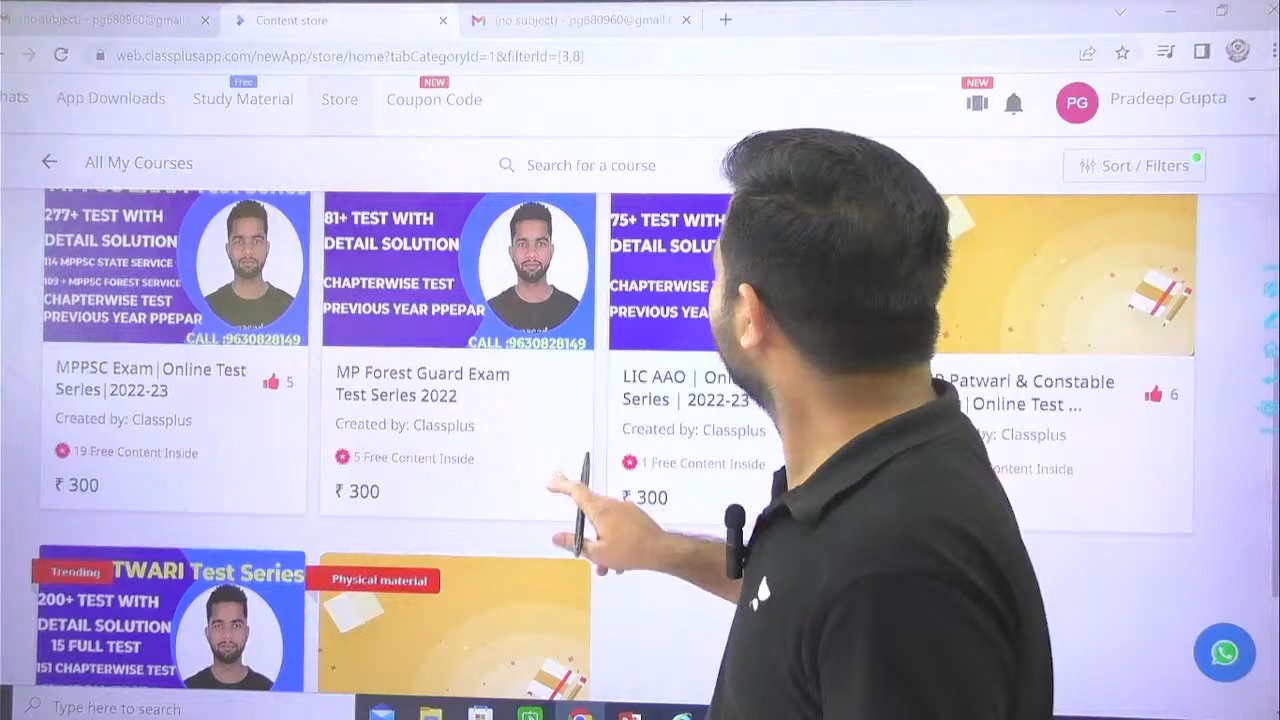 (no subject) - pg680960@gmail
Content store
(no subject) - pg680960@gmail.c
web.classplusapp.com/newApp/store/home?tabCategoryId=1&filterId=[3,8]
hats
App Downloads
Free
Study Material
Store
NEW
Coupon Code
NEW
PG
Pradeep Gupta
All My Courses
Search for a course
Sort / Filters
277+ TEST WITH
DETAIL SOLUTION
114 MPPSC STATE SERVICE
109 + MPPSC FOREST SERVICE
CHAPTERWISE TEST
PREVIOUS YEAR PPEPAR
CALL :9630828149
MPPSC Exam|Online Test
Series|2022-23
5
Created by: Classplus
19 Free Content Inside
₹ 300
81+ TEST WITH
DETAIL SOLUTION
CHAPTERWISE TEST
PREVIOUS YEAR PPEPAR
CALL :9630828149
MP Forest Guard Exam
Test Series 2022
Created by: Classplus
5 Free Content Inside
₹ 300
75+ TEST WITH
DETAIL SOLU
CHAPTERWISE
PREVIOUS YEA
LIC AAO | Onl
Series | 2022-23
Created by: Classplus
1 Free Content Inside
₹ 300
P Patwari & Constable
|Online Test ...
6
by: Classplus
ontent Inside
Trending
TWARI Test Series
200+ TEST WITH
DETAIL SOLUTION
15 FULL TEST
151 CHAPTERWISE TEST
Physical material
Type here to search